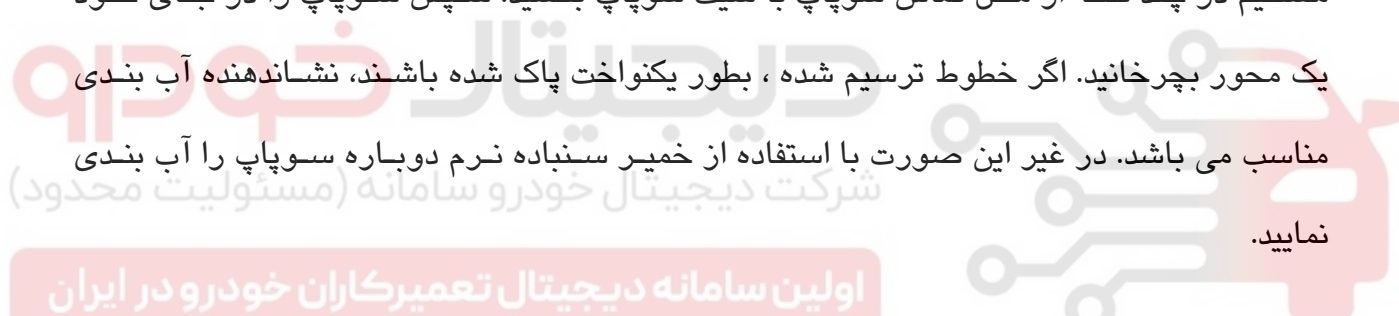 یک محور بچرخانید. اگر خطوط ترسیم شده ، بطور یکنواخت پاک شده باشند، نشاندهنده آب بندی
دیجیتال خودرو
مناسب می باشد. در غیر این صورت با استفاده از خمیر سنباده نرم دوباره سوپاپ را آب بندی
شرکت دیجیتال خودرو سامانه (مسئولیت محدود)
نمایید.
اولین سامانه دیجیتال تعمیرکاران خودرو در ایران